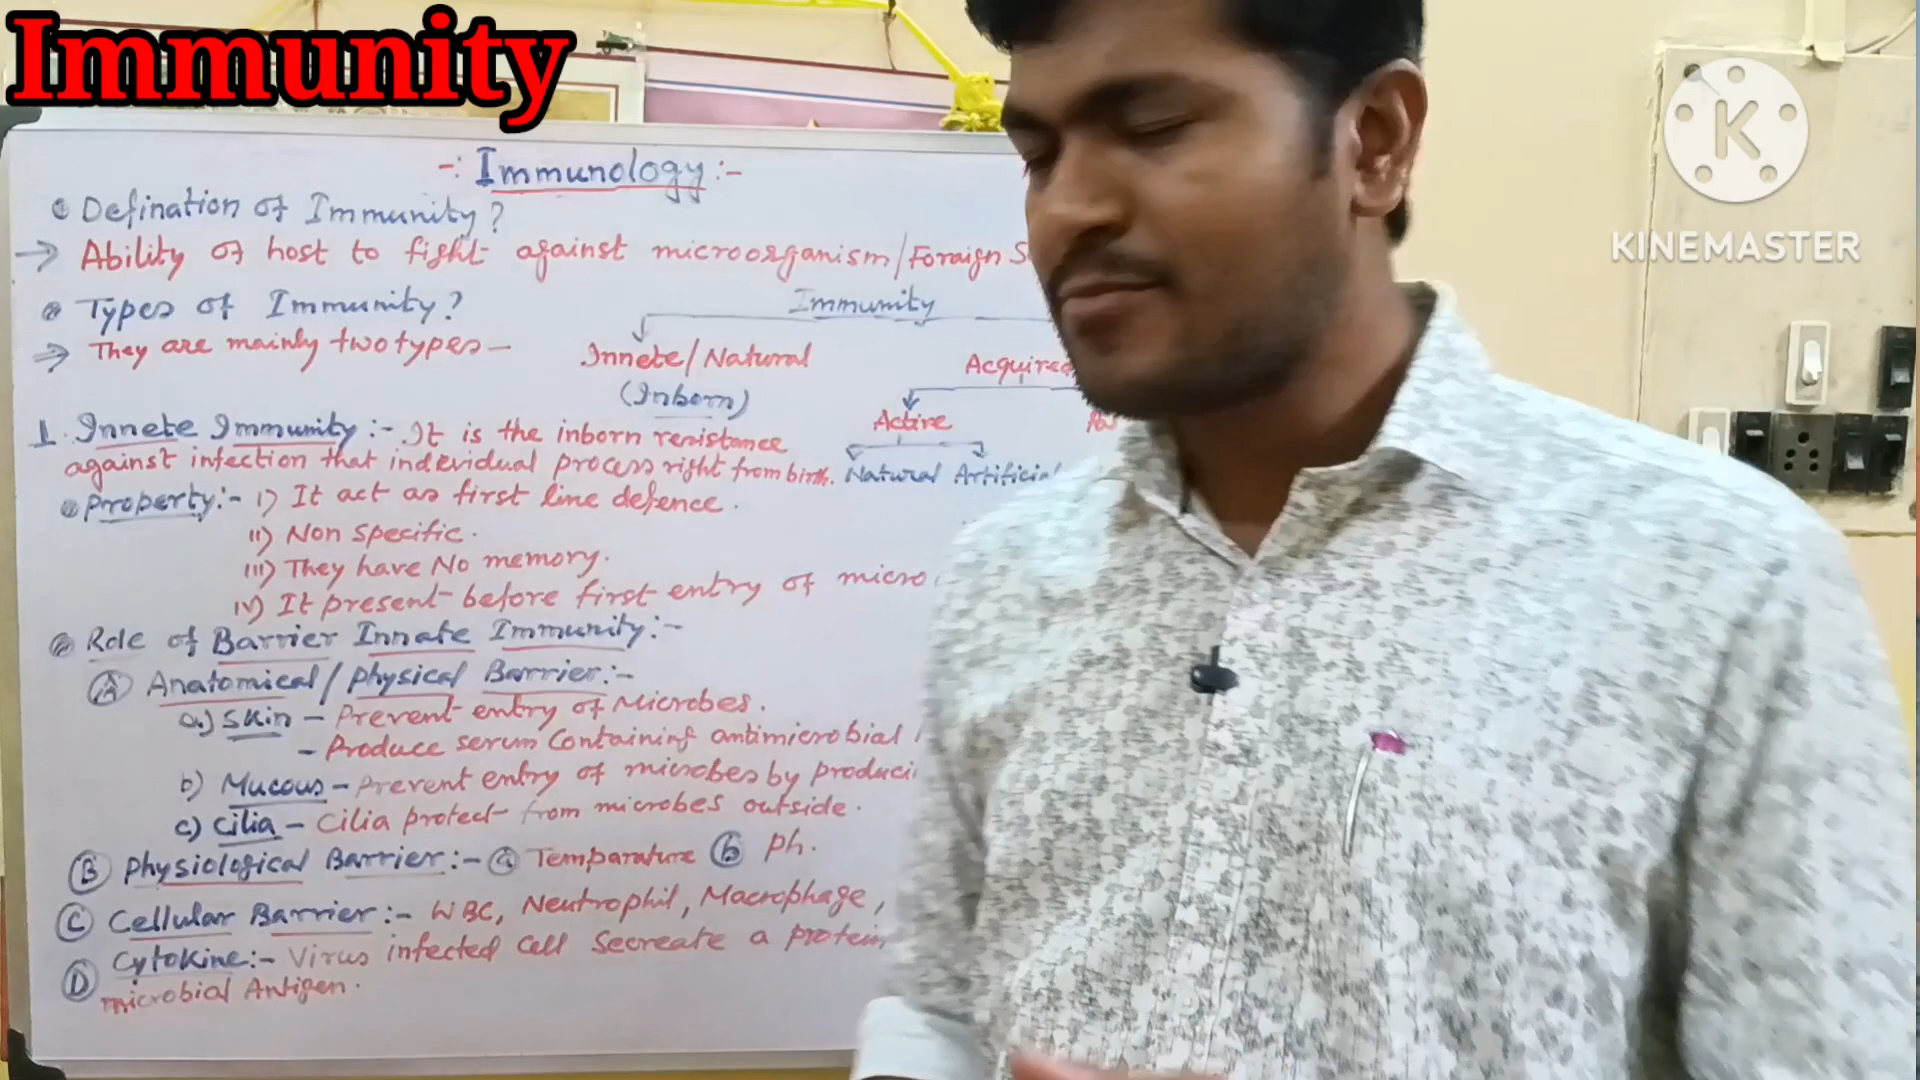 Immunity
KINEMASTER
-: Immunology :-
Defination of Immunity?
→ Ability of host to fight against microorganism/Foraign
Types of Immunity?
Immunity
⇒ They are mainly two types -
Innete/Natural
(Inborn)
Acquired
Active
Natural Artificial
1. Innete Immunity :- It is the inborn resistance
against infection that individual process right from birth.
Property :- i) It act as first line defence.
ii) Non Specific.
iii) They have No memory.
iv) It present before first entry of micro
Role of Barrier Innate Immunity :-
(A) Anatomical/physical Barrier :-
a) Skin - Prevent entry of Microbes.
- Produce serum Containing antimicrobial
b) Mucous - Prevent entry of microbes by
c) Cilia - Cilia protect from microbes outside.
(B) Physiological Barrier :- (a) Temparature (b) ph.
(C) Cellular Barrier :- WBC, Neutrophil, Macrophage,
(D) Cytokine :- Virus infected cell Secreate a protein
microbial Antigen.